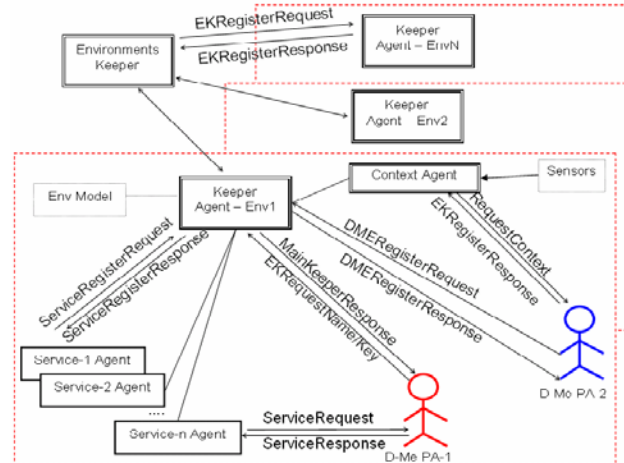 EKRegisterRequest
EKRegisterResponse
Environments
Keeper
Keeper
Agent – EnvN
Keeper
Agent Env2
Keeper
Agent – Env1
Context Agent
Sensors
Env Model
RequestContext
EKRegisterResponse
DMERegisterRequest
DMERegisterResponse
MainKeeperResponse
EKRequestName/Key
ServiceRegisterRequest
ServiceRegisterResponse
Service-1 Agent
Service-2 Agent
....
Service-n Agent
ServiceRequest
ServiceResponse
D-Me PA-1
D Me PA 2